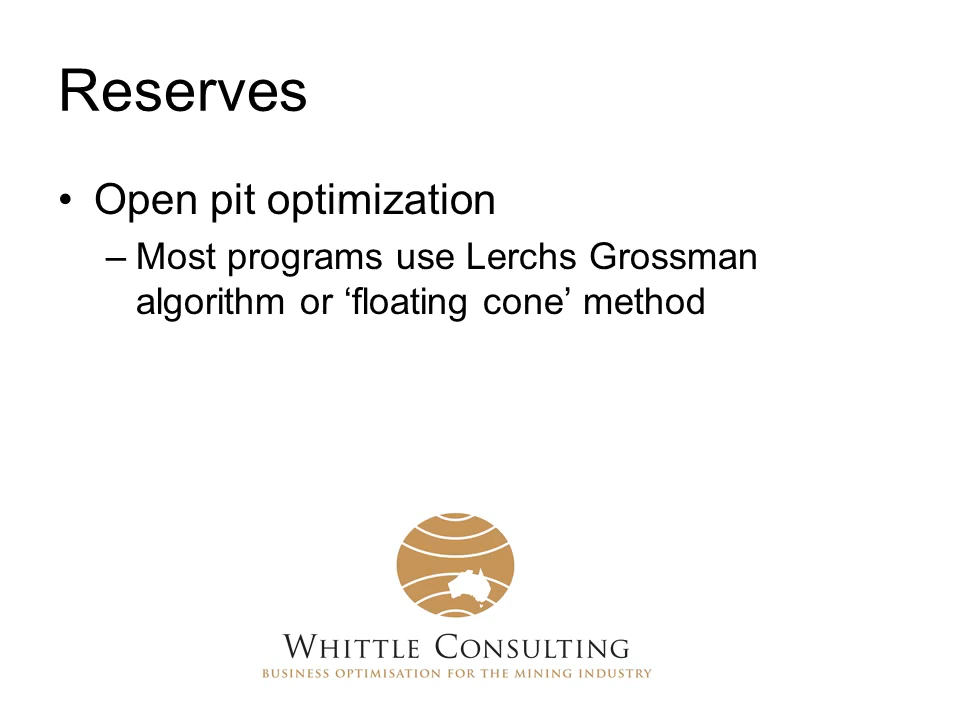 Reserves
• Open pit optimization
– Most programs use Lerchs Grossman
algorithm or ‘floating cone’ method
WHITTLE CONSULTING
BUSINESS OPTIMISATION FOR THE MINING INDUSTRY